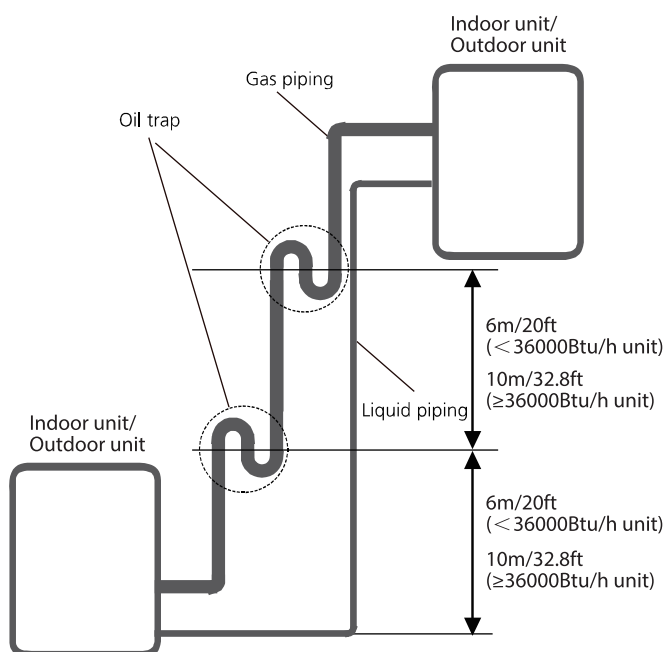 Indoor unit/
Outdoor unit
Gas piping
Oil trap
6m/20ft
(<36000Btu/h unit)
10m/32.8ft
(≥36000Btu/h unit)
Liquid piping
Indoor unit/
Outdoor unit
6m/20ft
(<36000Btu/h unit)
10m/32.8ft
(≥36000Btu/h unit)